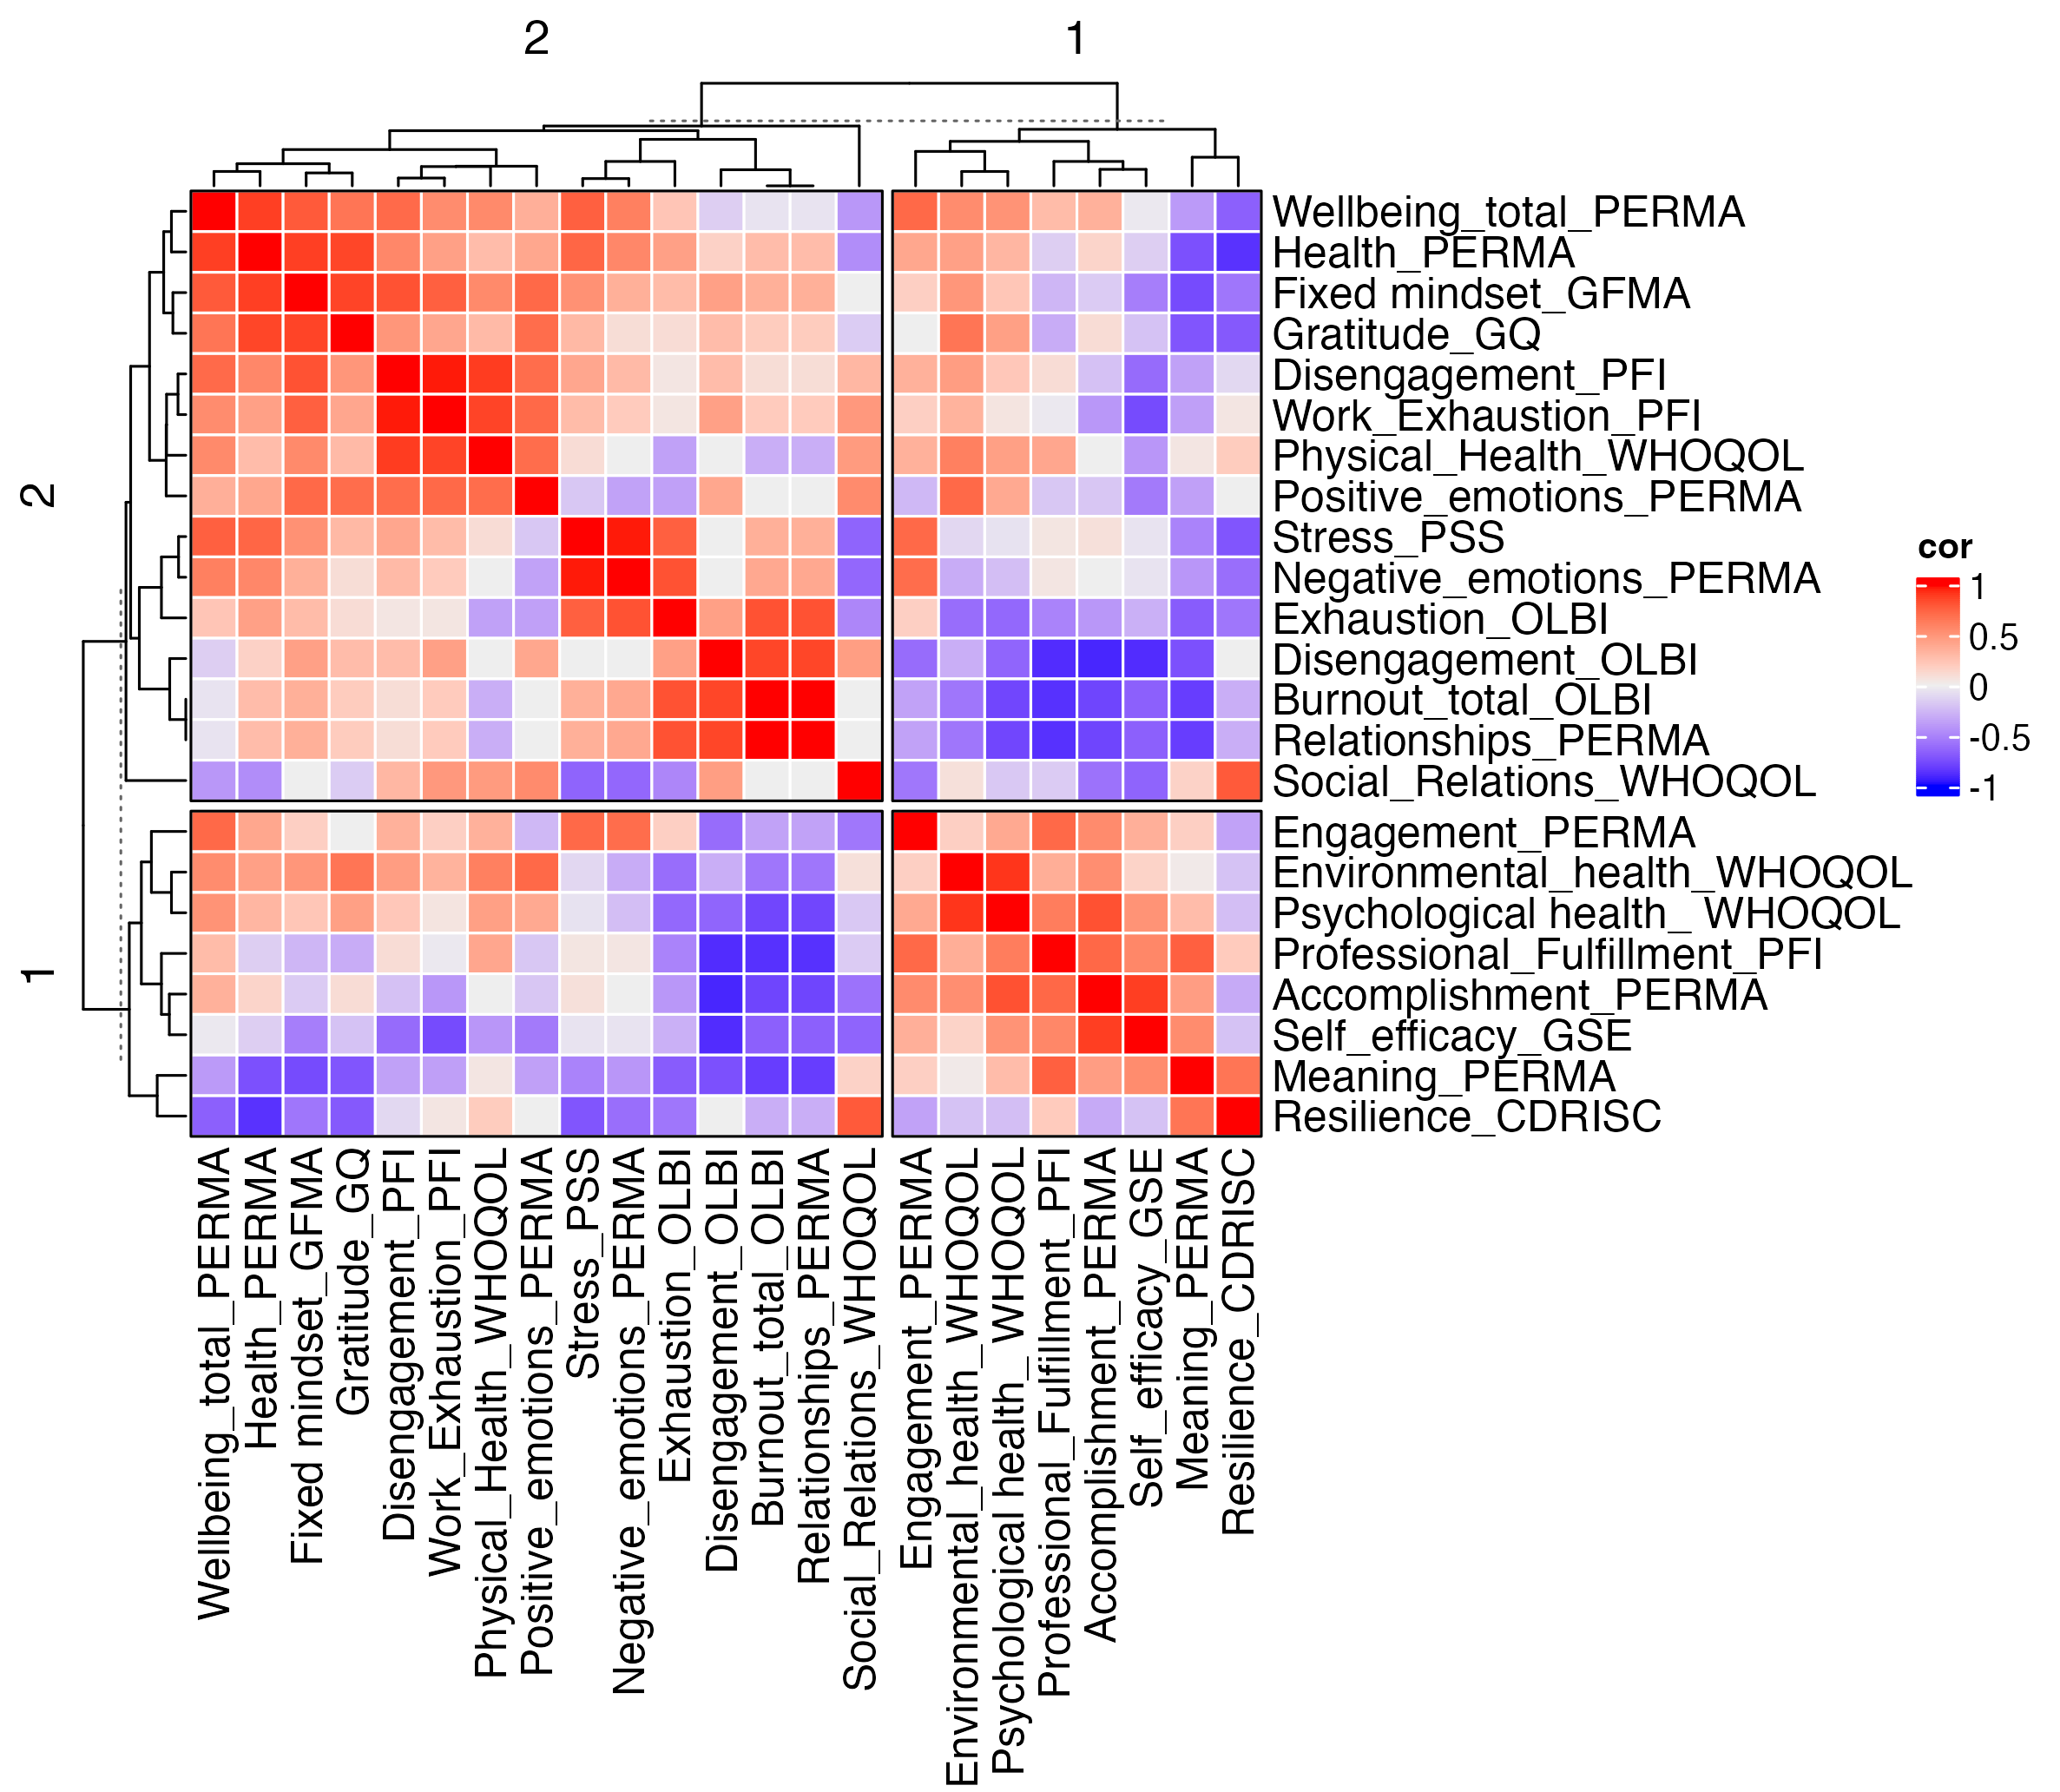 2
1
2
1
Wellbeing_total_PERMA
Health_PERMA
Fixed mindset_GFMA
Gratitude_GQ
Disengagement_PFI
Work_Exhaustion_PFI
Physical_Health_WHOQOL
Positive_emotions_PERMA
Stress_PSS
Negative_emotions_PERMA
Exhaustion_OLBI
Disengagement_OLBI
Burnout_total_OLBI
Relationships_PERMA
Social_Relations_WHOQOL
Engagement_PERMA
Environmental_health_WHOQOL
Psychological health_ WHOQOL
Professional_Fulfillment_PFI
Accomplishment_PERMA
Self_efficacy_GSE
Meaning_PERMA
Resilience_CDRISC
cor
1
0.5
0
-0.5
-1
Wellbeing_total_PERMA
Health_PERMA
Fixed mindset_GFMA
Gratitude_GQ
Disengagement_PFI
Work_Exhaustion_PFI
Physical_Health_WHOQOL
Positive_emotions_PERMA
Stress_PSS
Negative_emotions_PERMA
Exhaustion_OLBI
Disengagement_OLBI
Burnout_total_OLBI
Relationships_PERMA
Social_Relations_WHOQOL
Engagement_PERMA
Environmental_health_WHOQOL
Psychological health_ WHOQOL
Professional_Fulfillment_PFI
Accomplishment_PERMA
Self_efficacy_GSE
Meaning_PERMA
Resilience_CDRISC